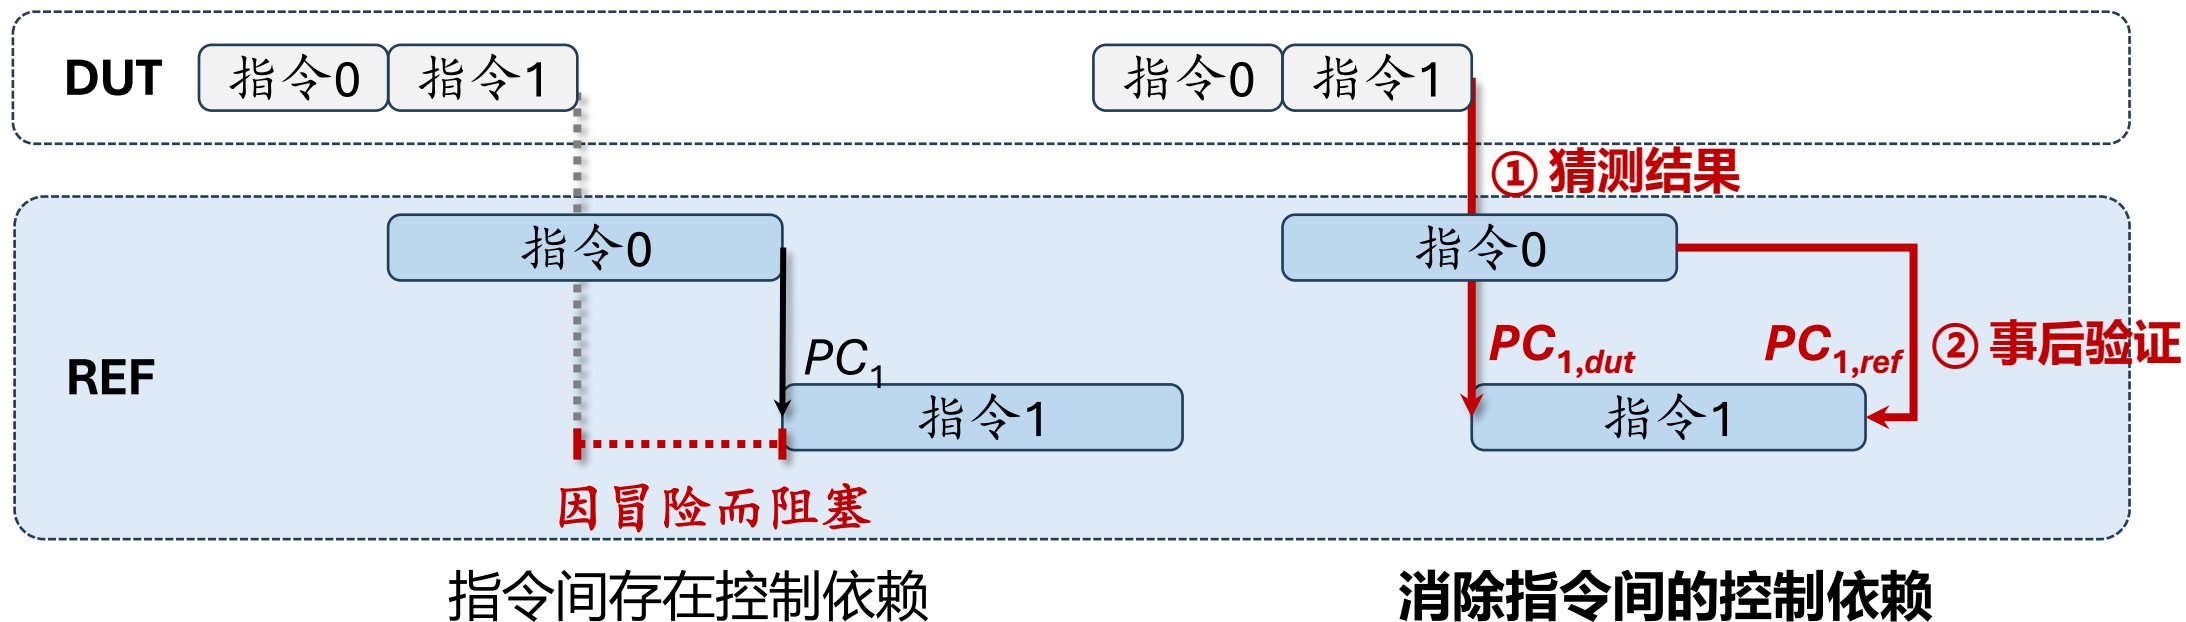 DUT
指令0
指令1
指令0
指令1
① 猜测结果
REF
指令0
PC1
指令1
因冒险而阻塞
指令0
PC1,dut
PC1,ref
② 事后验证
指令1
指令间存在控制依赖
消除指令间的控制依赖